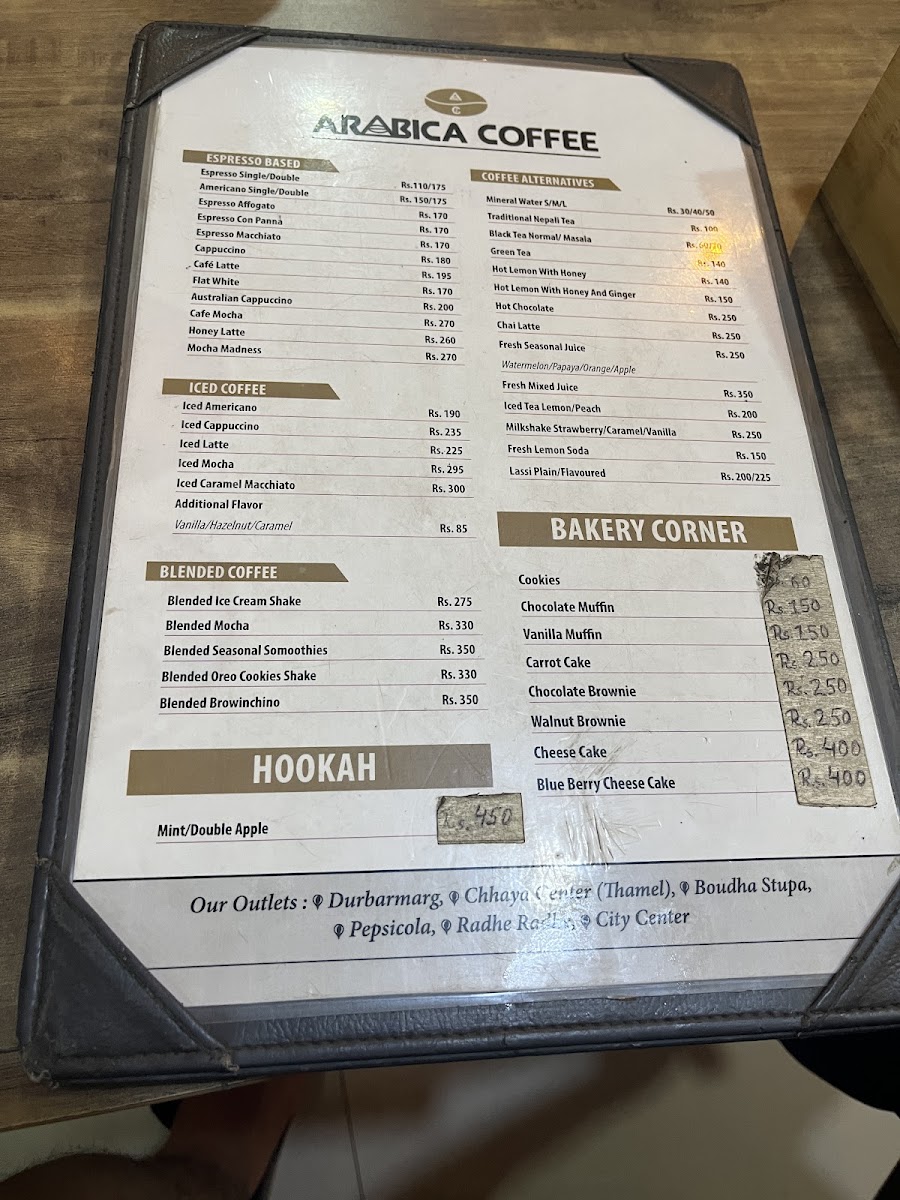 ARABICA COFFEE
ESPRESSO BASED
Espresso Single/Double Rs.110/175
Americano Single/Double Rs. 150/175
Espresso Affogato Rs. 170
Espresso Con Panna Rs. 170
Espresso Macchiato Rs. 170
Cappuccino Rs. 180
Café Latte Rs. 195
Flat White Rs. 170
Australian Cappuccino Rs. 200
Cafe Mocha Rs. 270
Honey Latte Rs. 260
Mocha Madness Rs. 270
ICED COFFEE
Iced Americano Rs. 190
Iced Cappuccino Rs. 235
Iced Latte Rs. 225
Iced Mocha Rs. 295
Iced Caramel Macchiato Rs. 300
Additional Flavor
Vanilla/Hazelnut/Caramel Rs. 85
BLENDED COFFEE
Blended Ice Cream Shake Rs. 275
Blended Mocha Rs. 330
Blended Seasonal Somoothies Rs. 350
Blended Oreo Cookies Shake Rs. 330
Blended Browinchino Rs. 350
HOOKAH
Mint/Double Apple Rs. 450
COFFEE ALTERNATIVES
Mineral Water S/M/L Rs. 30/40/50
Traditional Nepali Tea Rs. 100
Black Tea Normal/ Masala Rs. 60/70
Green Tea Rs. 140
Hot Lemon With Honey Rs. 140
Hot Lemon With Honey And Ginger Rs. 150
Hot Chocolate Rs. 250
Chai Latte Rs. 250
Fresh Seasonal Juice Rs. 250
Watermelon/Papaya/Orange/Apple
Fresh Mixed Juice Rs. 350
Iced Tea Lemon/Peach Rs. 200
Milkshake Strawberry/Caramel/Vanilla Rs. 250
Fresh Lemon Soda Rs. 150
Lassi Plain/Flavoured Rs. 200/225
BAKERY CORNER
Cookies 60
Chocolate Muffin Rs 150
Vanilla Muffin Rs. 150
Carrot Cake Rs 250
Chocolate Brownie Rs. 250
Walnut Brownie Rs. 250
Cheese Cake Rs. 400
Blue Berry Cheese Cake Rs. 400
Our Outlets : Durbarmarg, Chhaya Center (Thamel), Boudha Stupa,
Pepsicola, Radhe Radhe, City Center